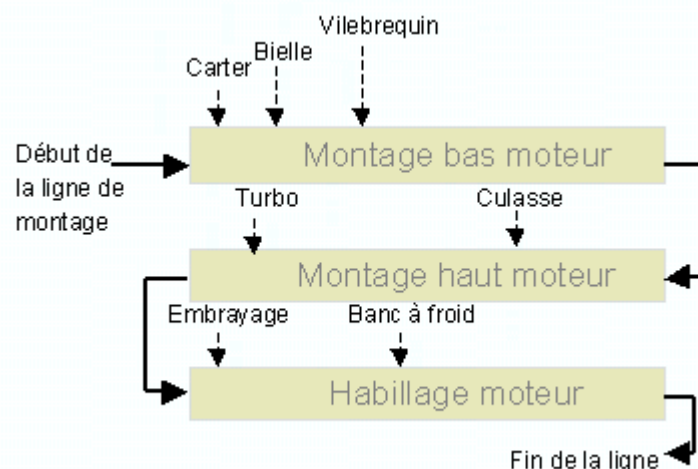 Vilebrequin
Bielle
Carter
Début de
la ligne de
montage
Montage bas moteur
Turbo
Culasse
Montage haut moteur
Embrayage
Banc à froid
Habillage moteur
Fin de la ligne